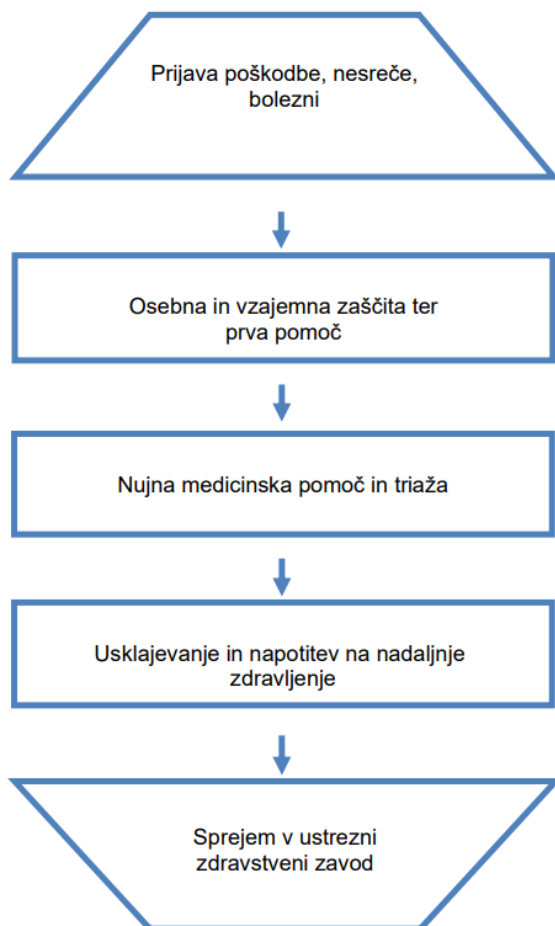 Prijava poškodbe, nesreče,
bolezni
Osebna in vzajemna zaščita ter
prva pomoč
Nujna medicinska pomoč in triaža
Usklajevanje in napotitev na nadaljnje
zdravljenje
Sprejem v ustrezni
zdravstveni zavod